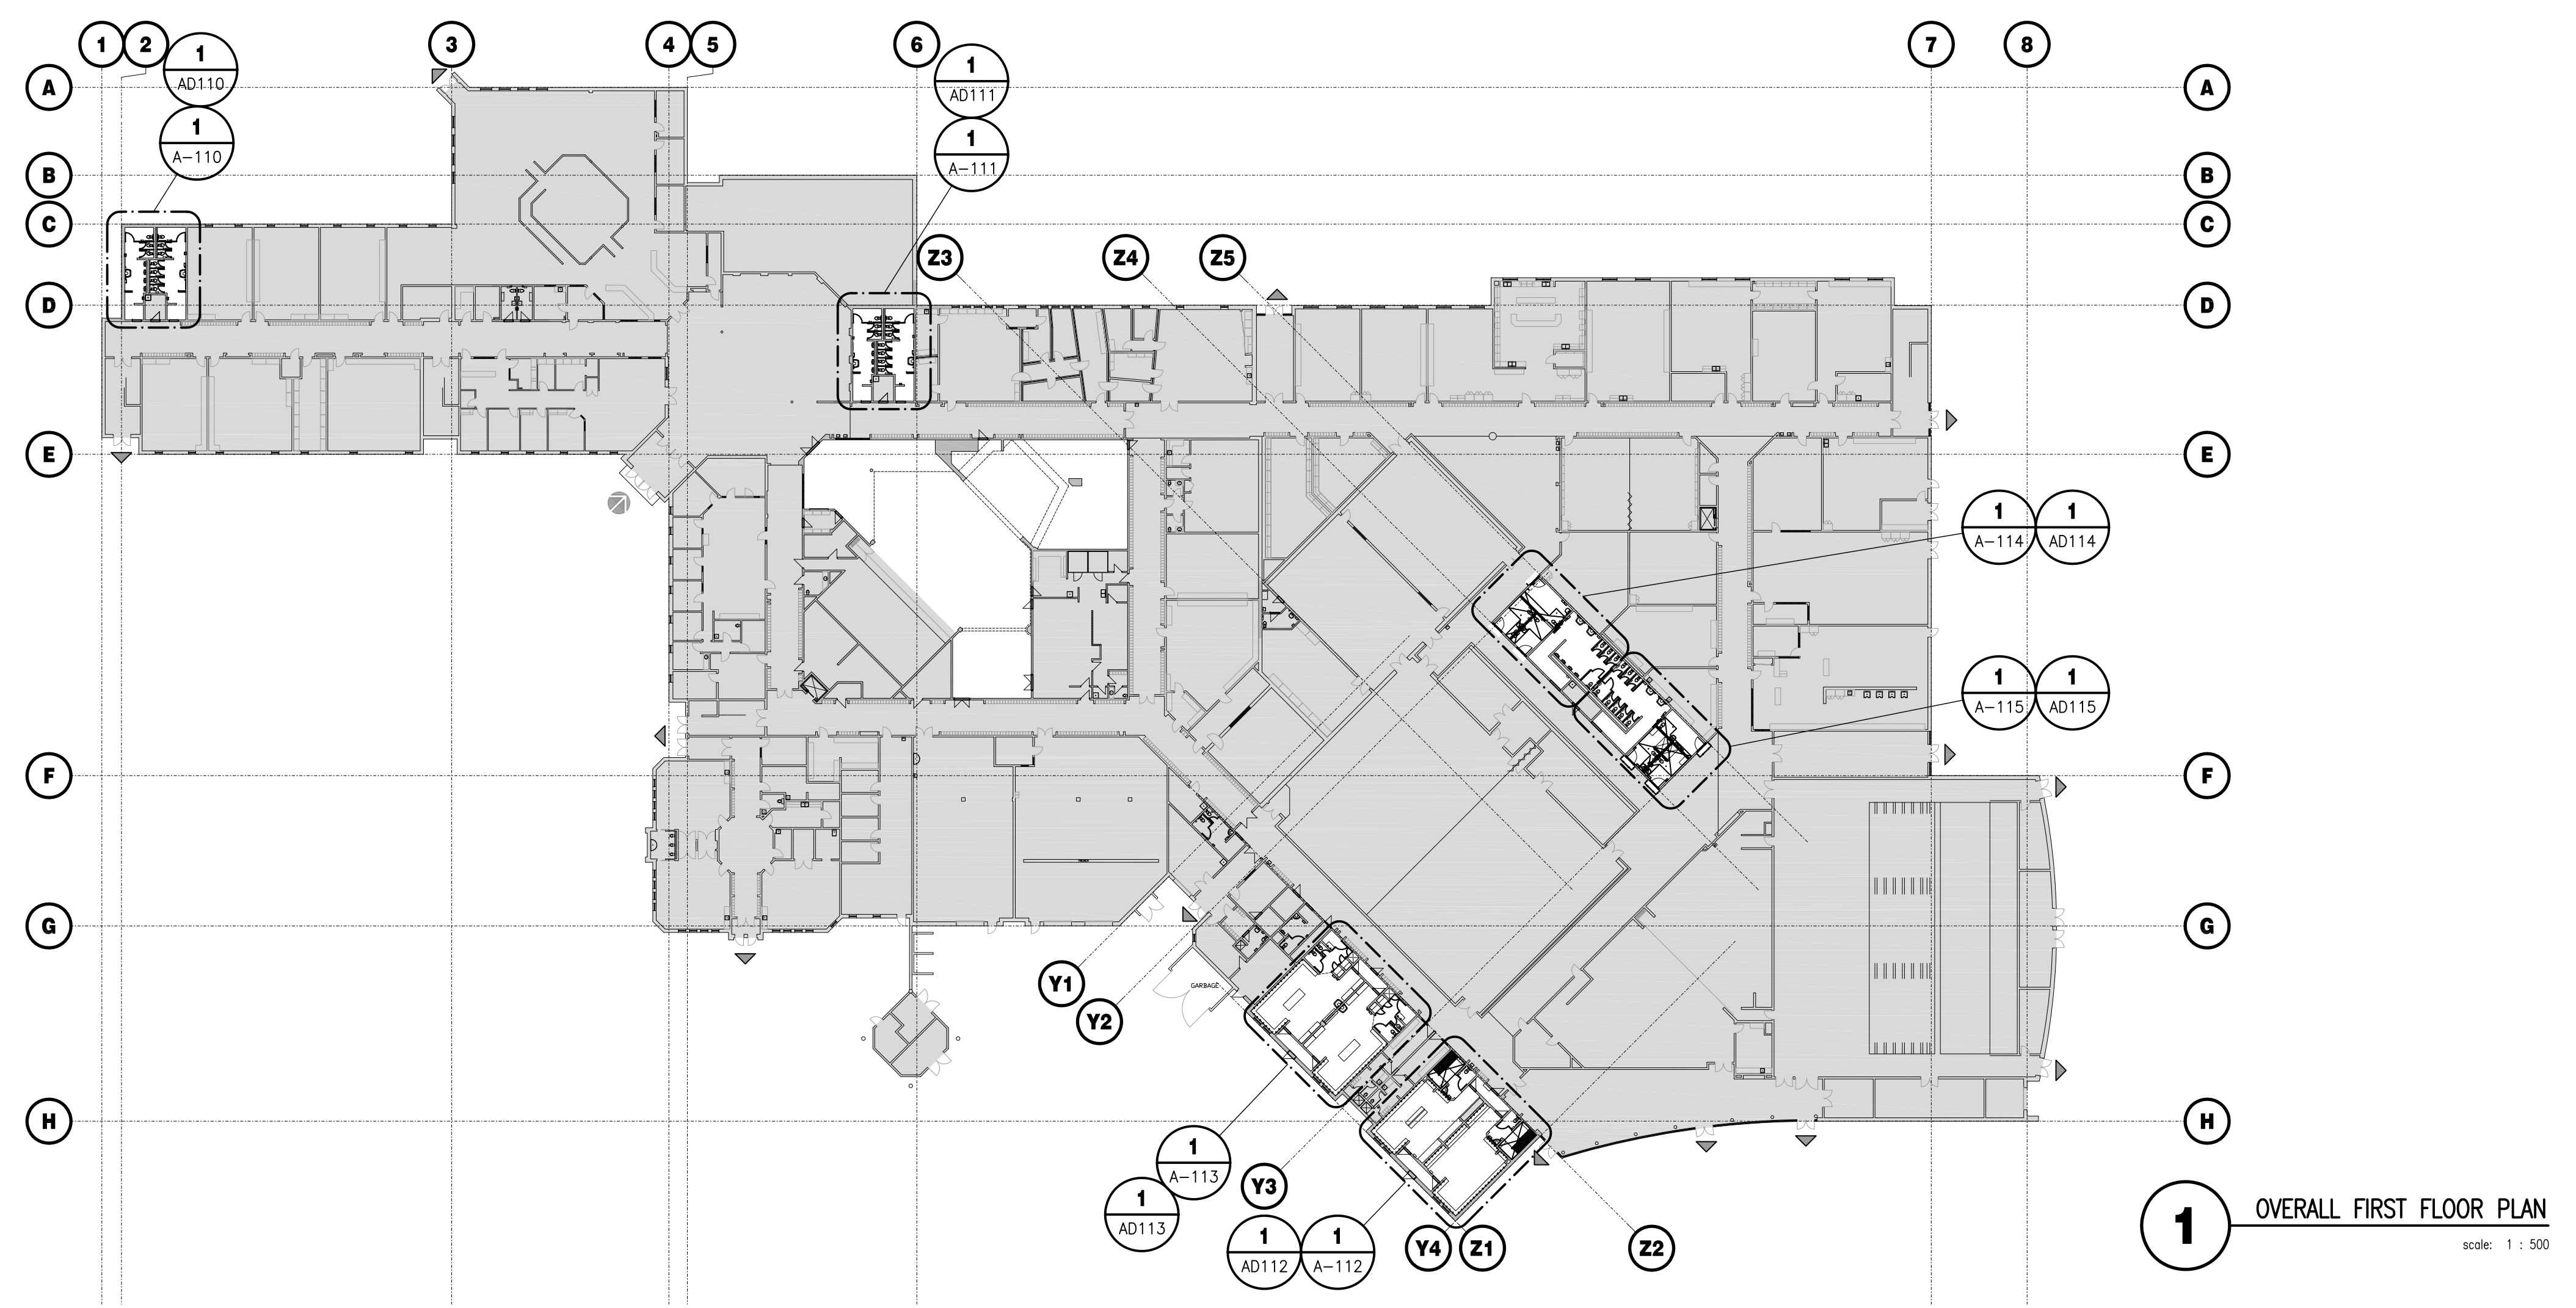 1 2 3 4 5 6 7 8
1
AD110
1
AD111
A A
1
A-110
1
A-111
B B
C C
Z3 Z4 Z5
D D
E E
1
A-114
1
AD114
1
A-115
1
AD115
F F
G G
Y1
GARBAGE
Y2
H H
1
A-113
Y3
1
AD113
1
AD112
1
A-112
Y4 Z1 Z2
1
OVERALL FIRST FLOOR PLAN
scale: 1 : 500